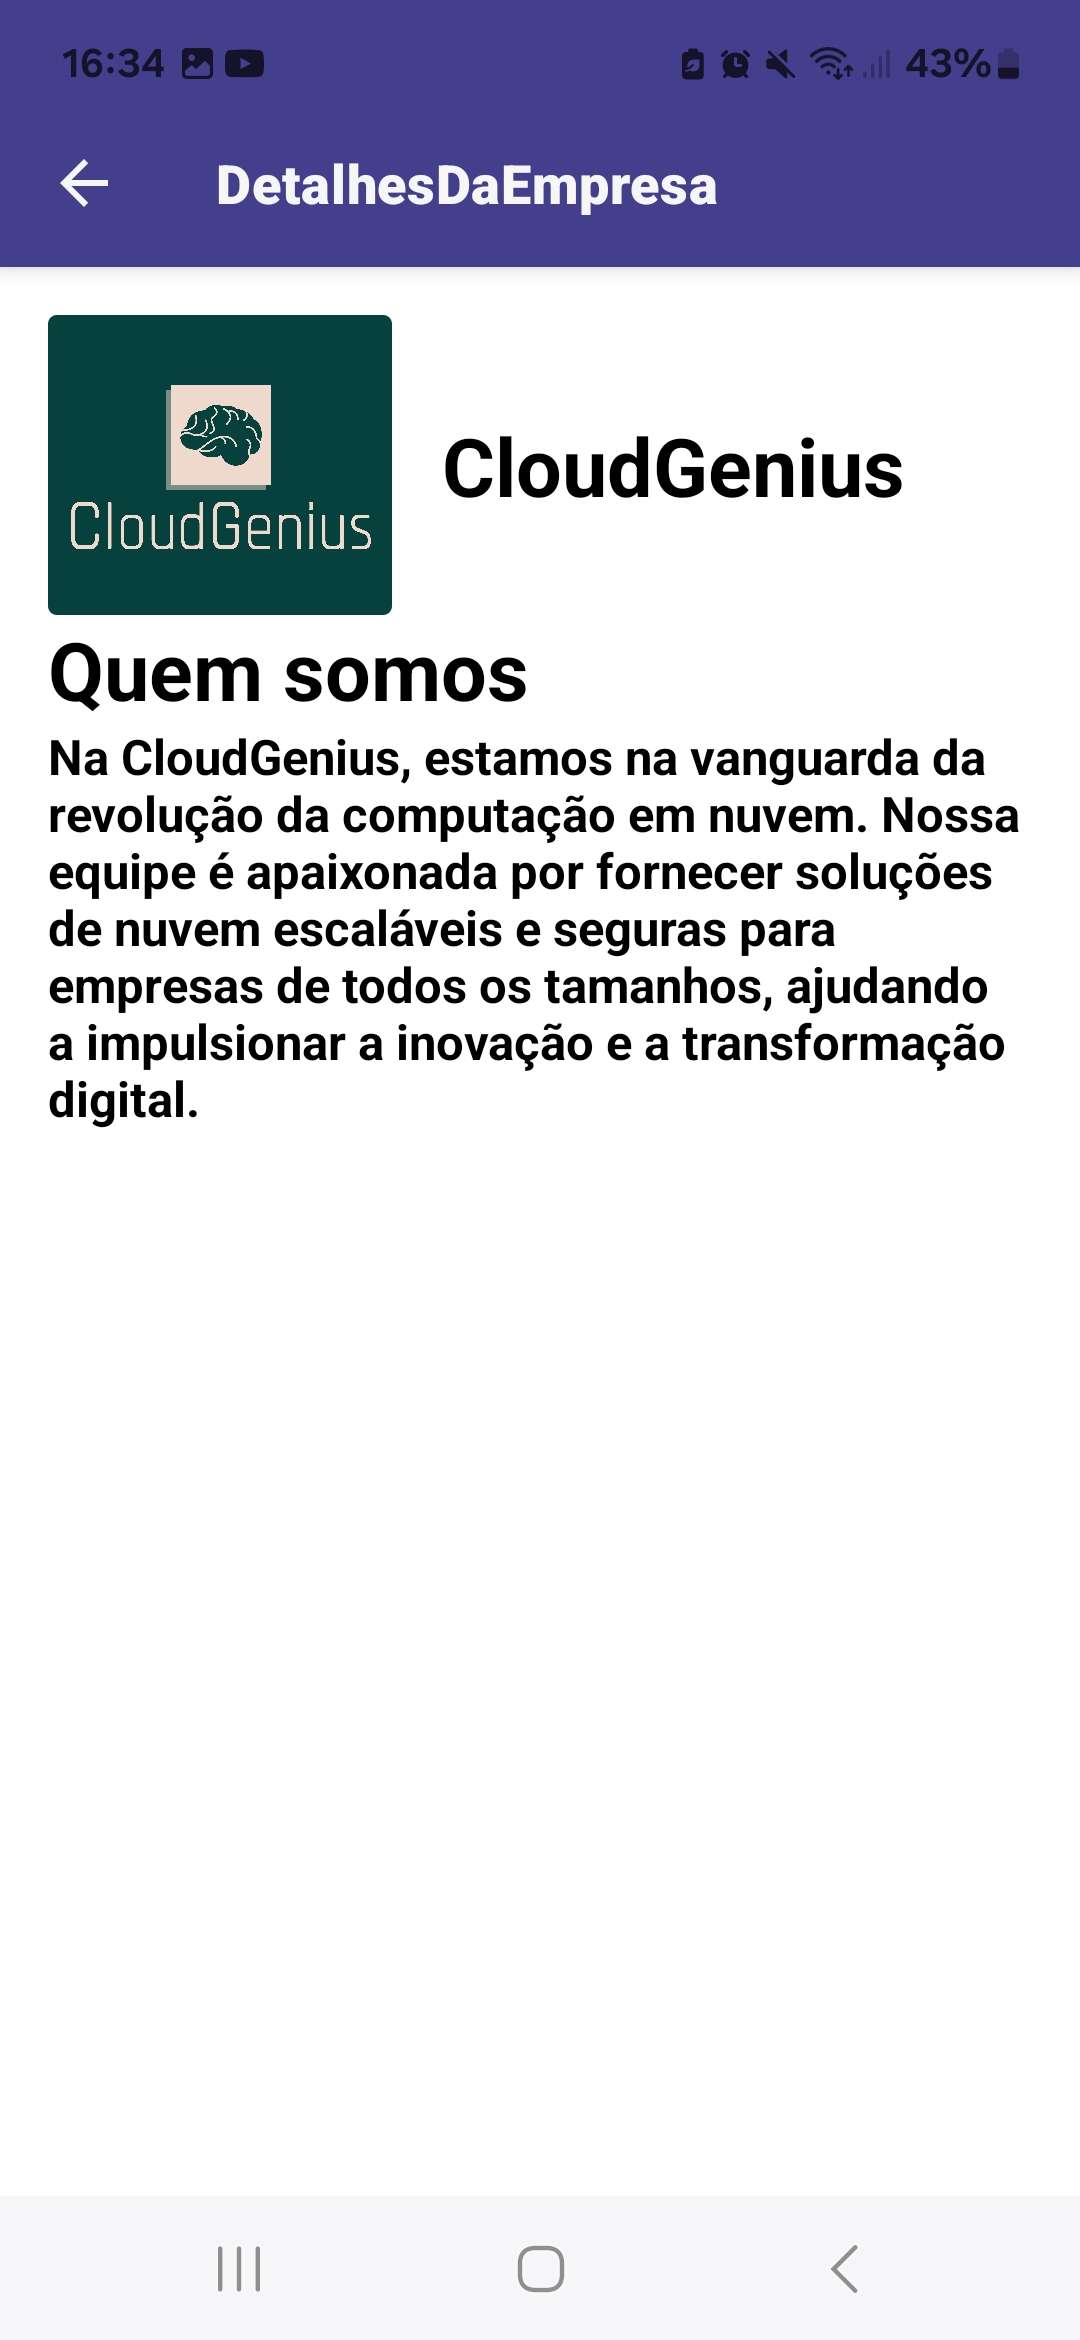 16:34
43%
DetalhesDaEmpresa
CloudGenius
CloudGenius
Quem somos
Na CloudGenius, estamos na vanguarda da
revolução da computação em nuvem. Nossa
equipe é apaixonada por fornecer soluções
de nuvem escaláveis e seguras para
empresas de todos os tamanhos, ajudando
a impulsionar a inovação e a transformação
digital.